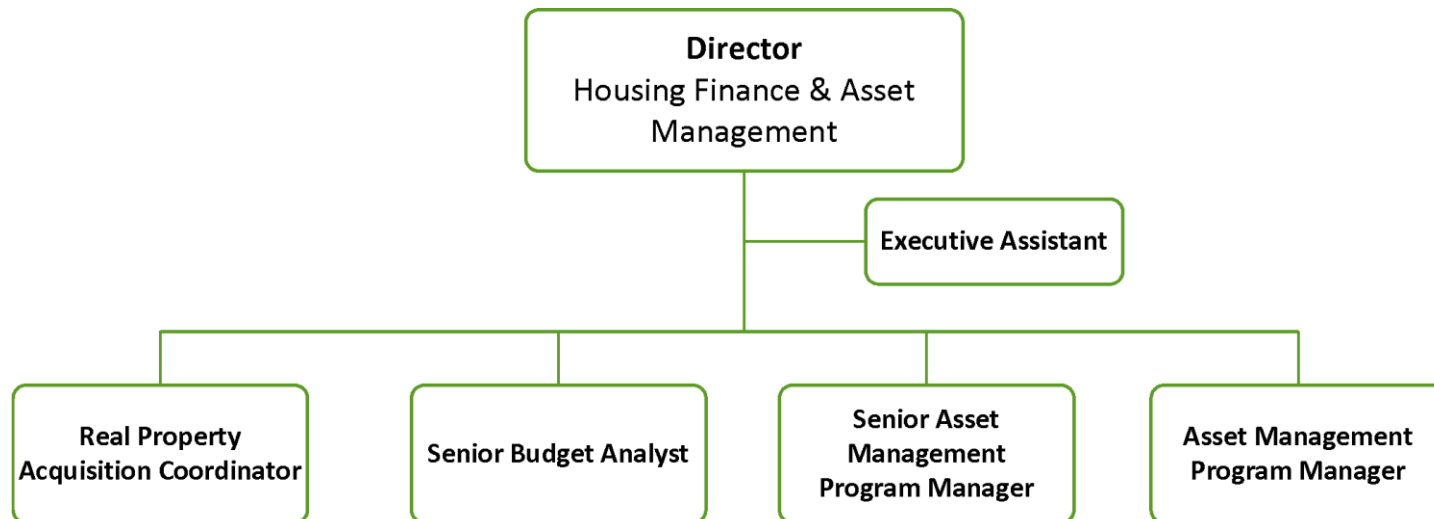 Director
Housing Finance & Asset
Management
Executive Assistant
Real Property
Acquisition Coordinator
Senior Budget Analyst
Senior Asset
Management
Program Manager
Asset Management
Program Manager